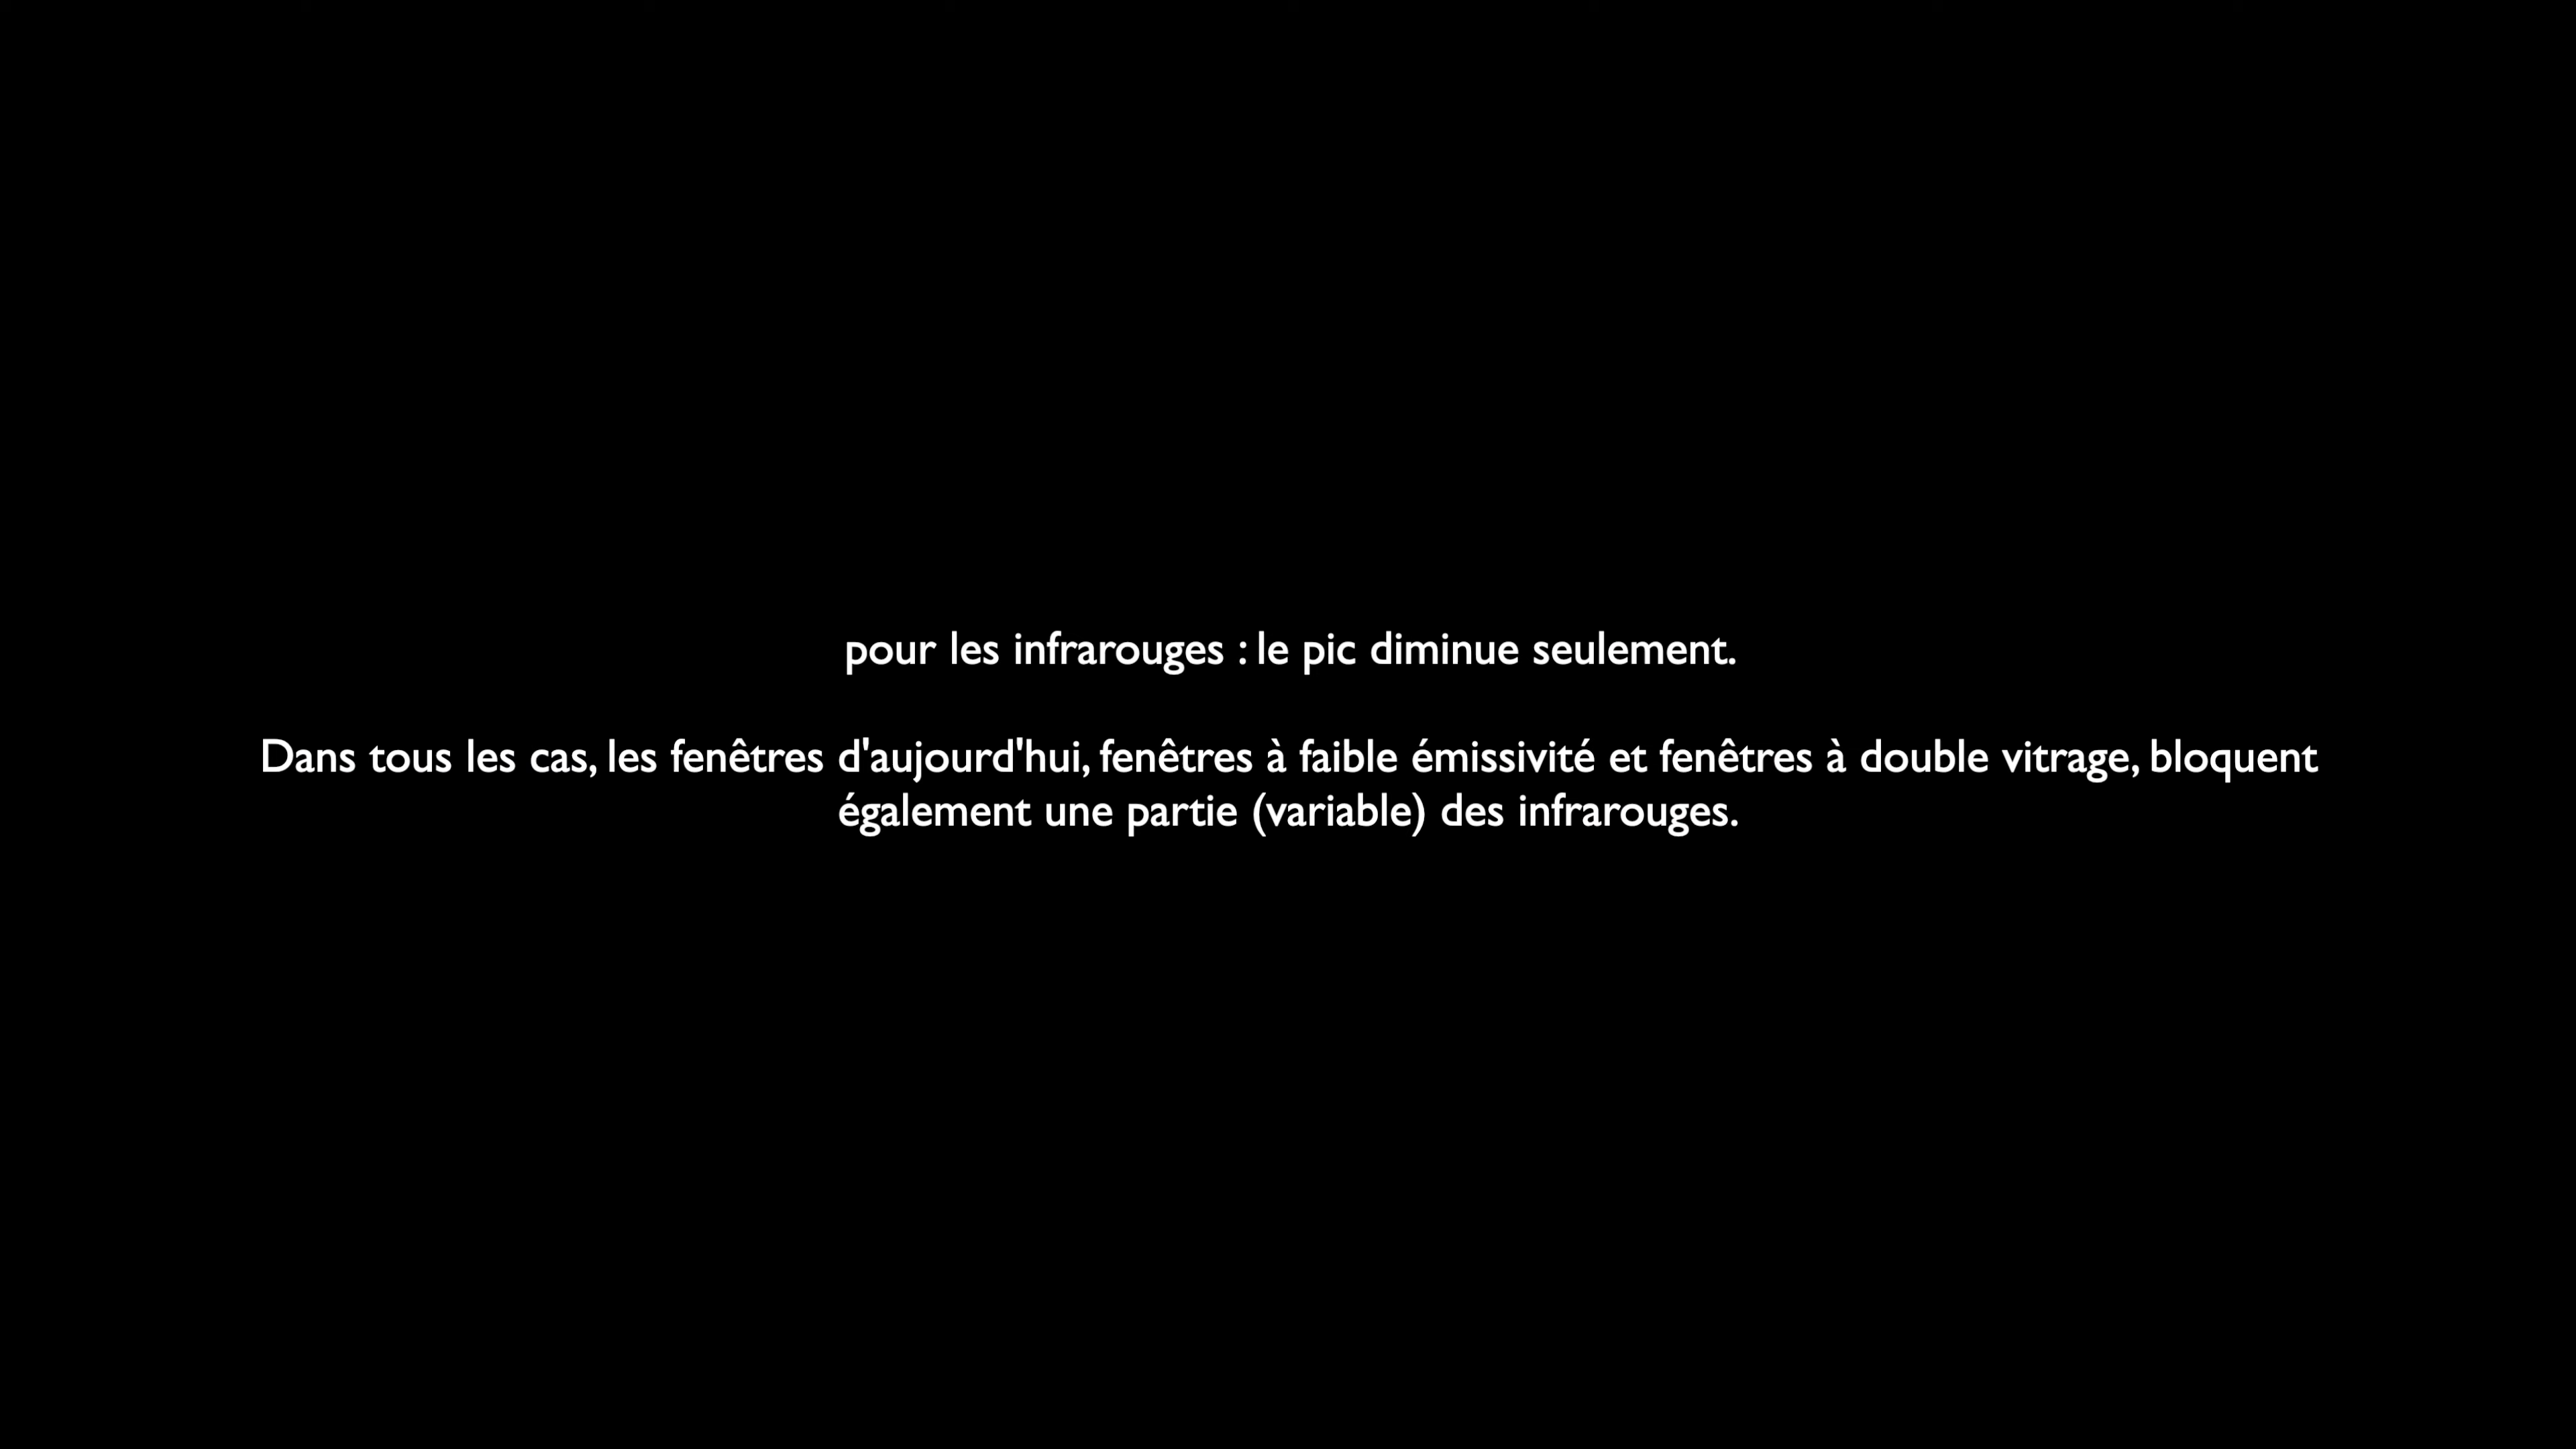 pour les infrarouges : le pic diminue seulement.
Dans tous les cas, les fenêtres d'aujourd'hui, fenêtres à faible émissivité et fenêtres à double vitrage, bloquent
également une partie (variable) des infrarouges.